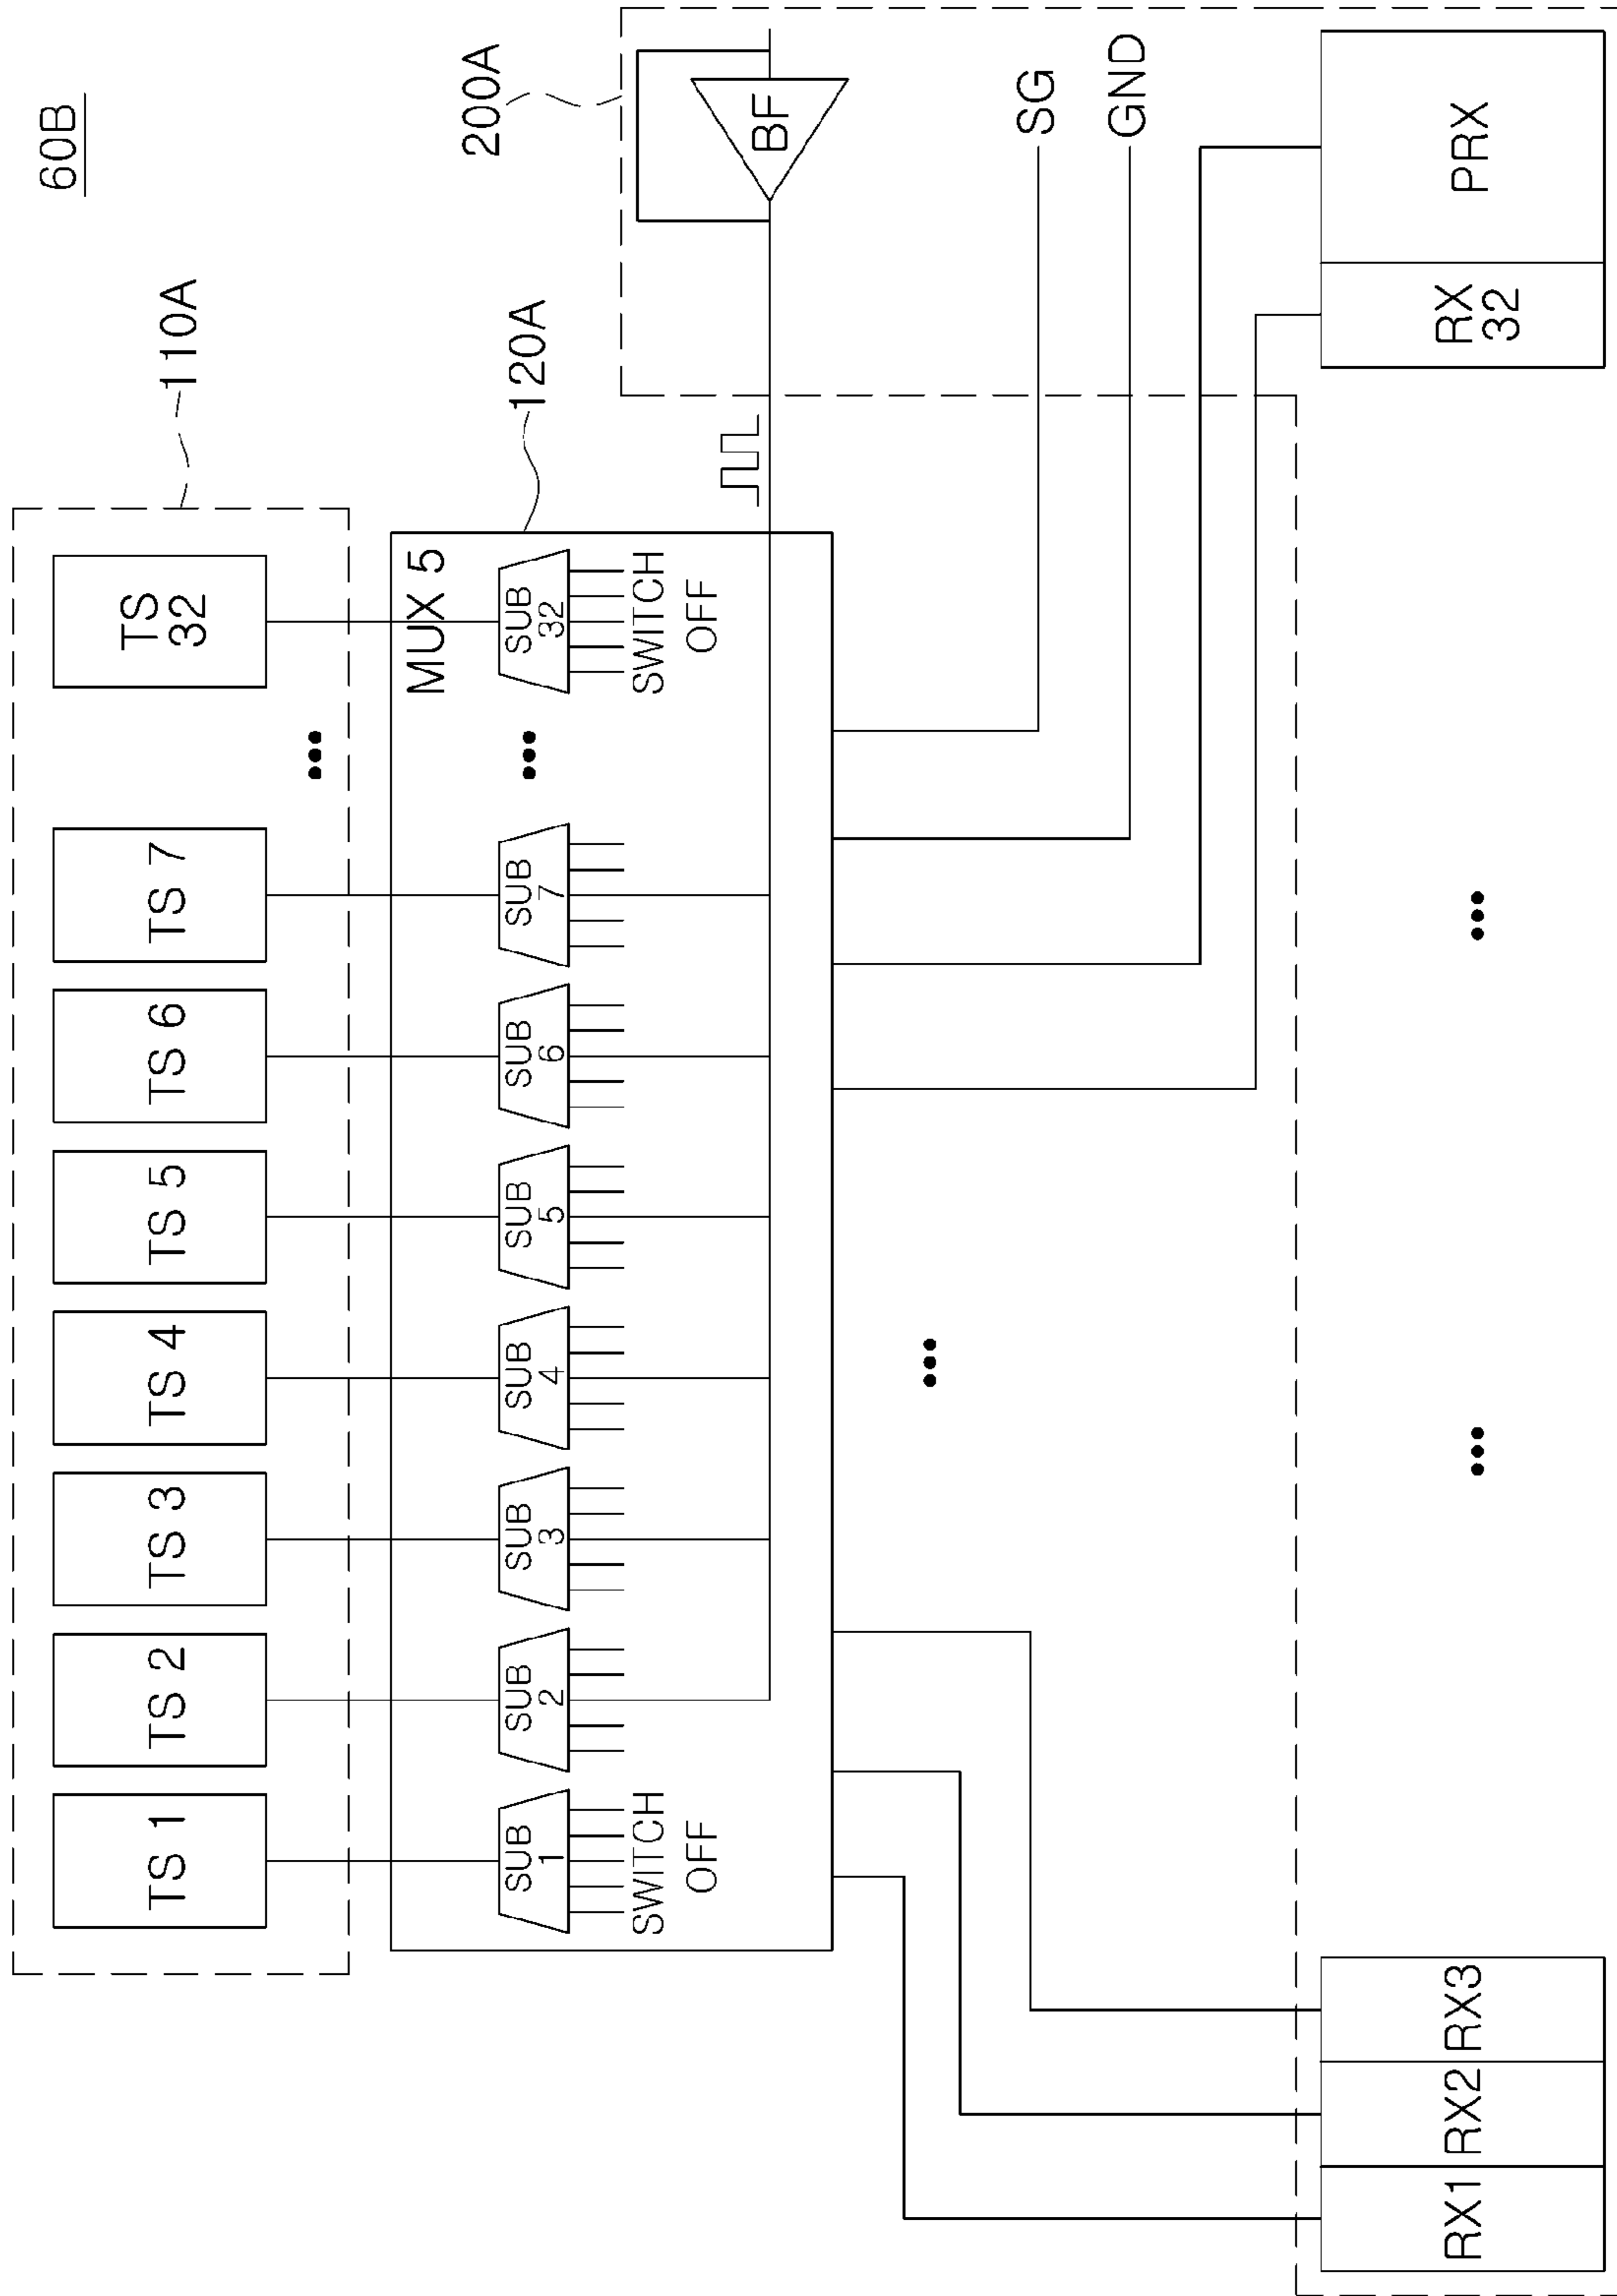 60B
110A
TS 1
TS 2
TS 3
TS 4
TS 5
TS 6
TS 7
TS
32
120A
MUX 5
SUB
1
SUB
2
SUB
3
SUB
4
SUB
5
SUB
6
SUB
7
SUB
32
SWITCH
OFF
SWITCH
OFF
200A
BF
SG
GND
RX1
RX2
RX3
RX
32
PRX